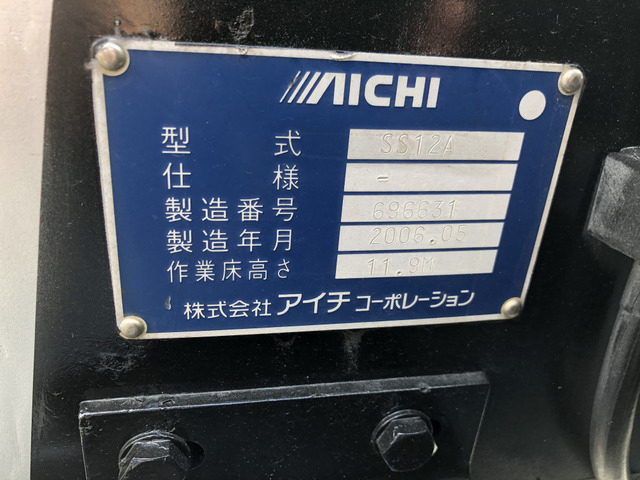 AICHI
型式 SS12A
仕様 -
製造番号 696631
製造年月 2006.05
作業床高さ 11.9M
株式会社 アイチ コーポレーション